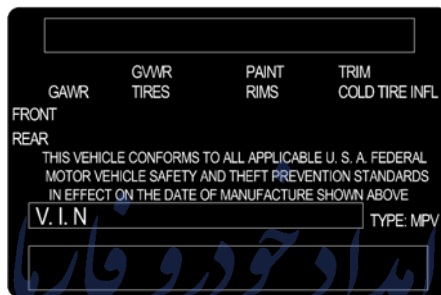 GVWR PAINT TRIM
GAWR TIRES RIMS COLD TIRE INFL
FRONT
REAR
THIS VEHICLE CONFORMS TO ALL APPLICABLE U. S. A. FEDERAL
MOTOR VEHICLE SAFETY AND THEFT PREVENTION STANDARDS
IN EFFECT ON THE DATE OF MANUFACTURE SHOWN ABOVE
V. I. N TYPE: MPV
امداد خودرو فارما